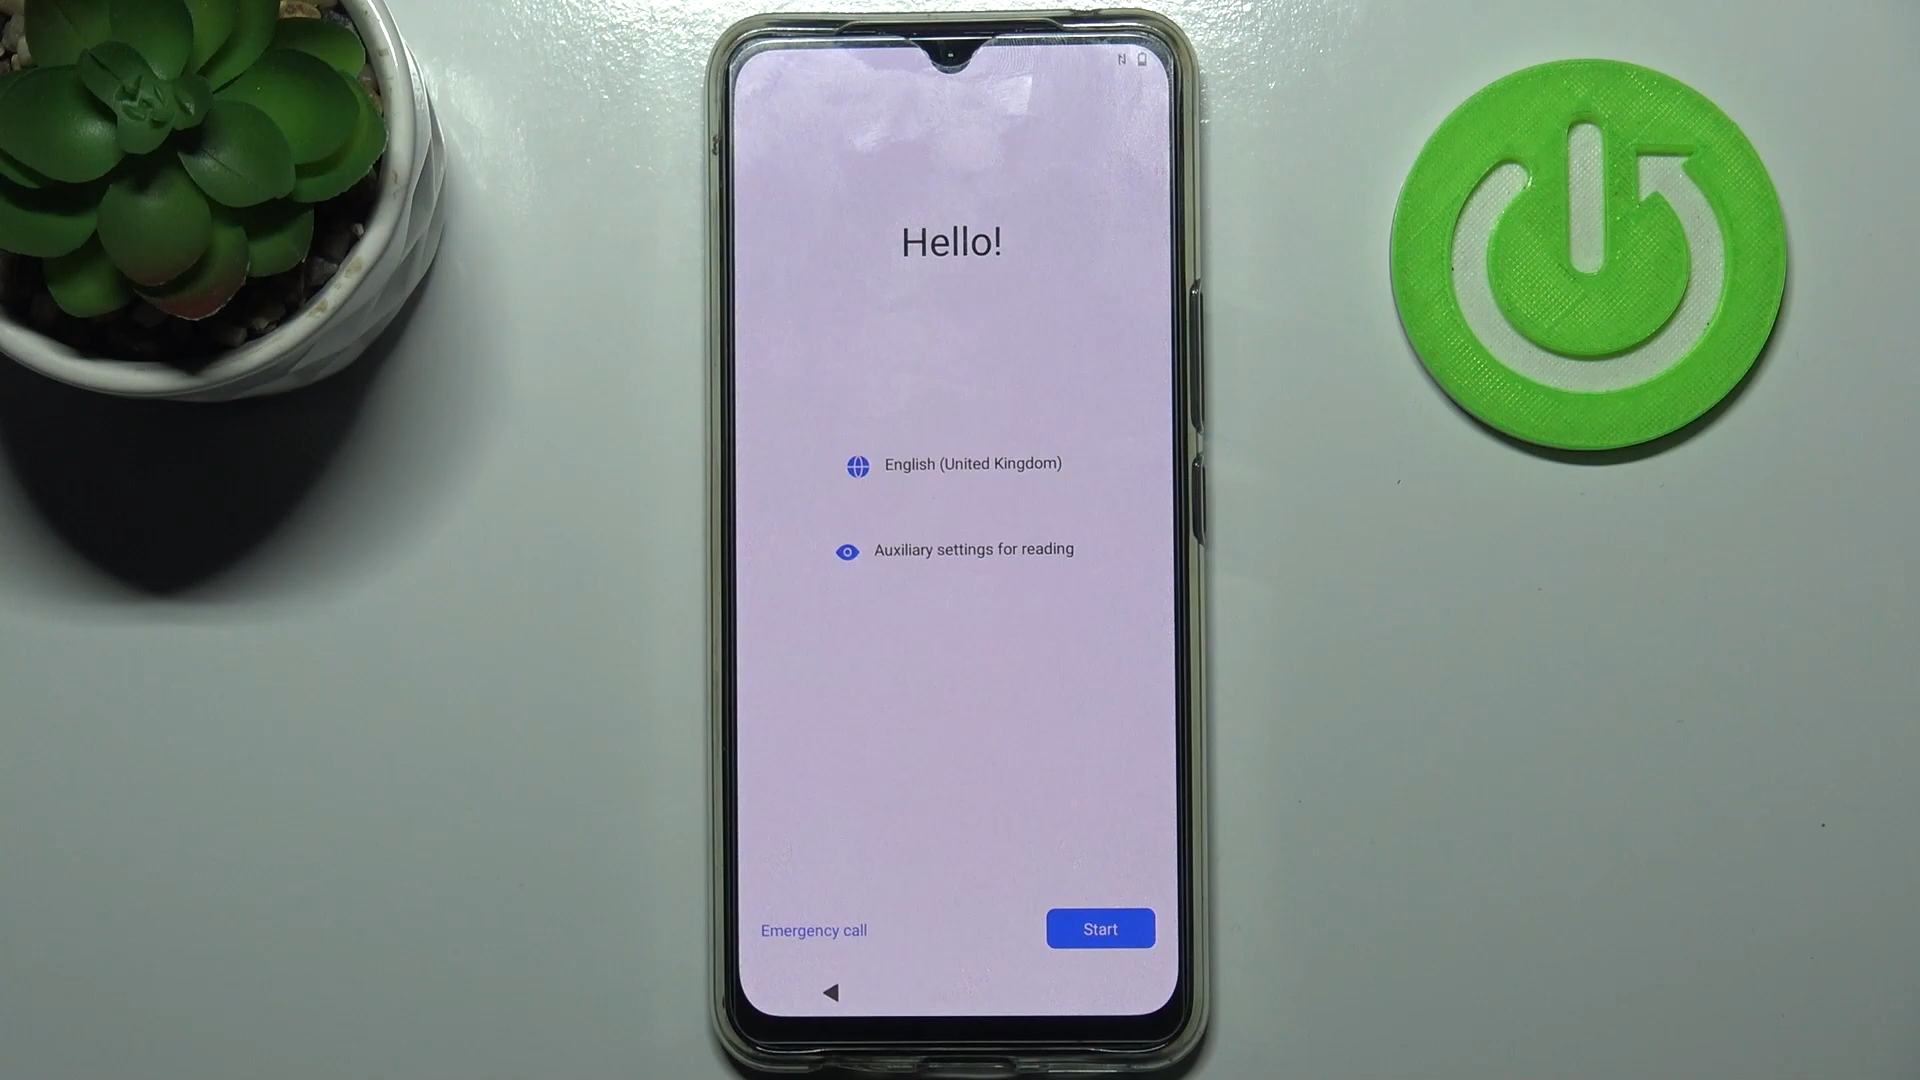 Hello!
English (United Kingdom)
Auxiliary settings for reading
Emergency call
Start